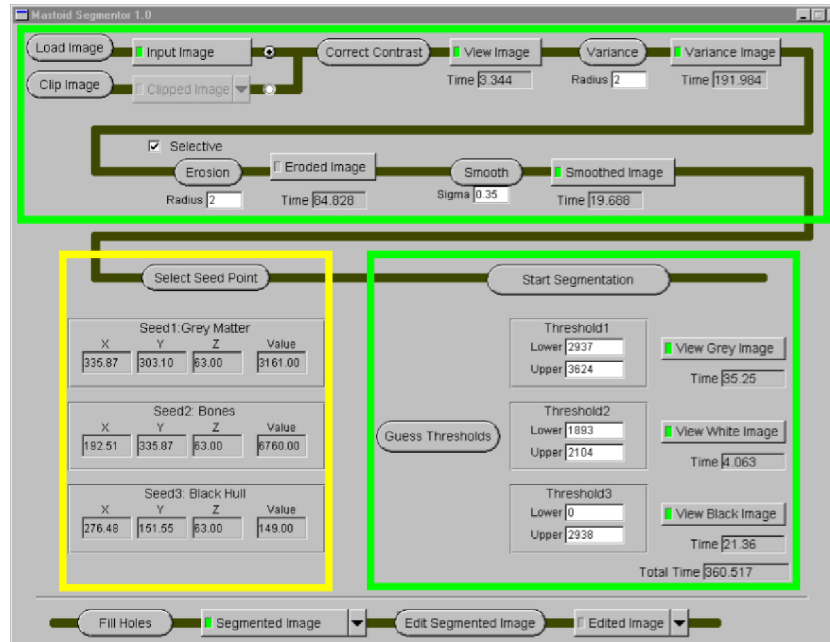 Mastoid Segmentor 1.0
Load Image Input Image Correct Contrast View Image Variance Variance Image
Time 3.344 Radius 2 Time 191.984
Clip Image Clipped Image
Selective
Erosion Eroded Image Smooth Smoothed Image
Radius 2 Time 84.828 Sigma 0.35 Time 19.688
Select Seed Point Start Segmentation
Seed1:Grey Matter
X Y Z Value
335.87 303.10 63.00 3161.00
Seed2: Bones
X Y Z Value
192.51 335.87 63.00 6760.00
Seed3: Black Hull
X Y Z Value
276.48 151.55 63.00 149.00
Guess Thresholds
Threshold1
Lower 2937
Upper 3624
View Grey Image
Time 35.25
Threshold2
Lower 1893
Upper 2104
View White Image
Time 4.063
Threshold3
Lower 0
Upper 2938
View Black Image
Time 21.36
Total Time 360.517
Fill Holes Segmented Image Edit Segmented Image Edited Image